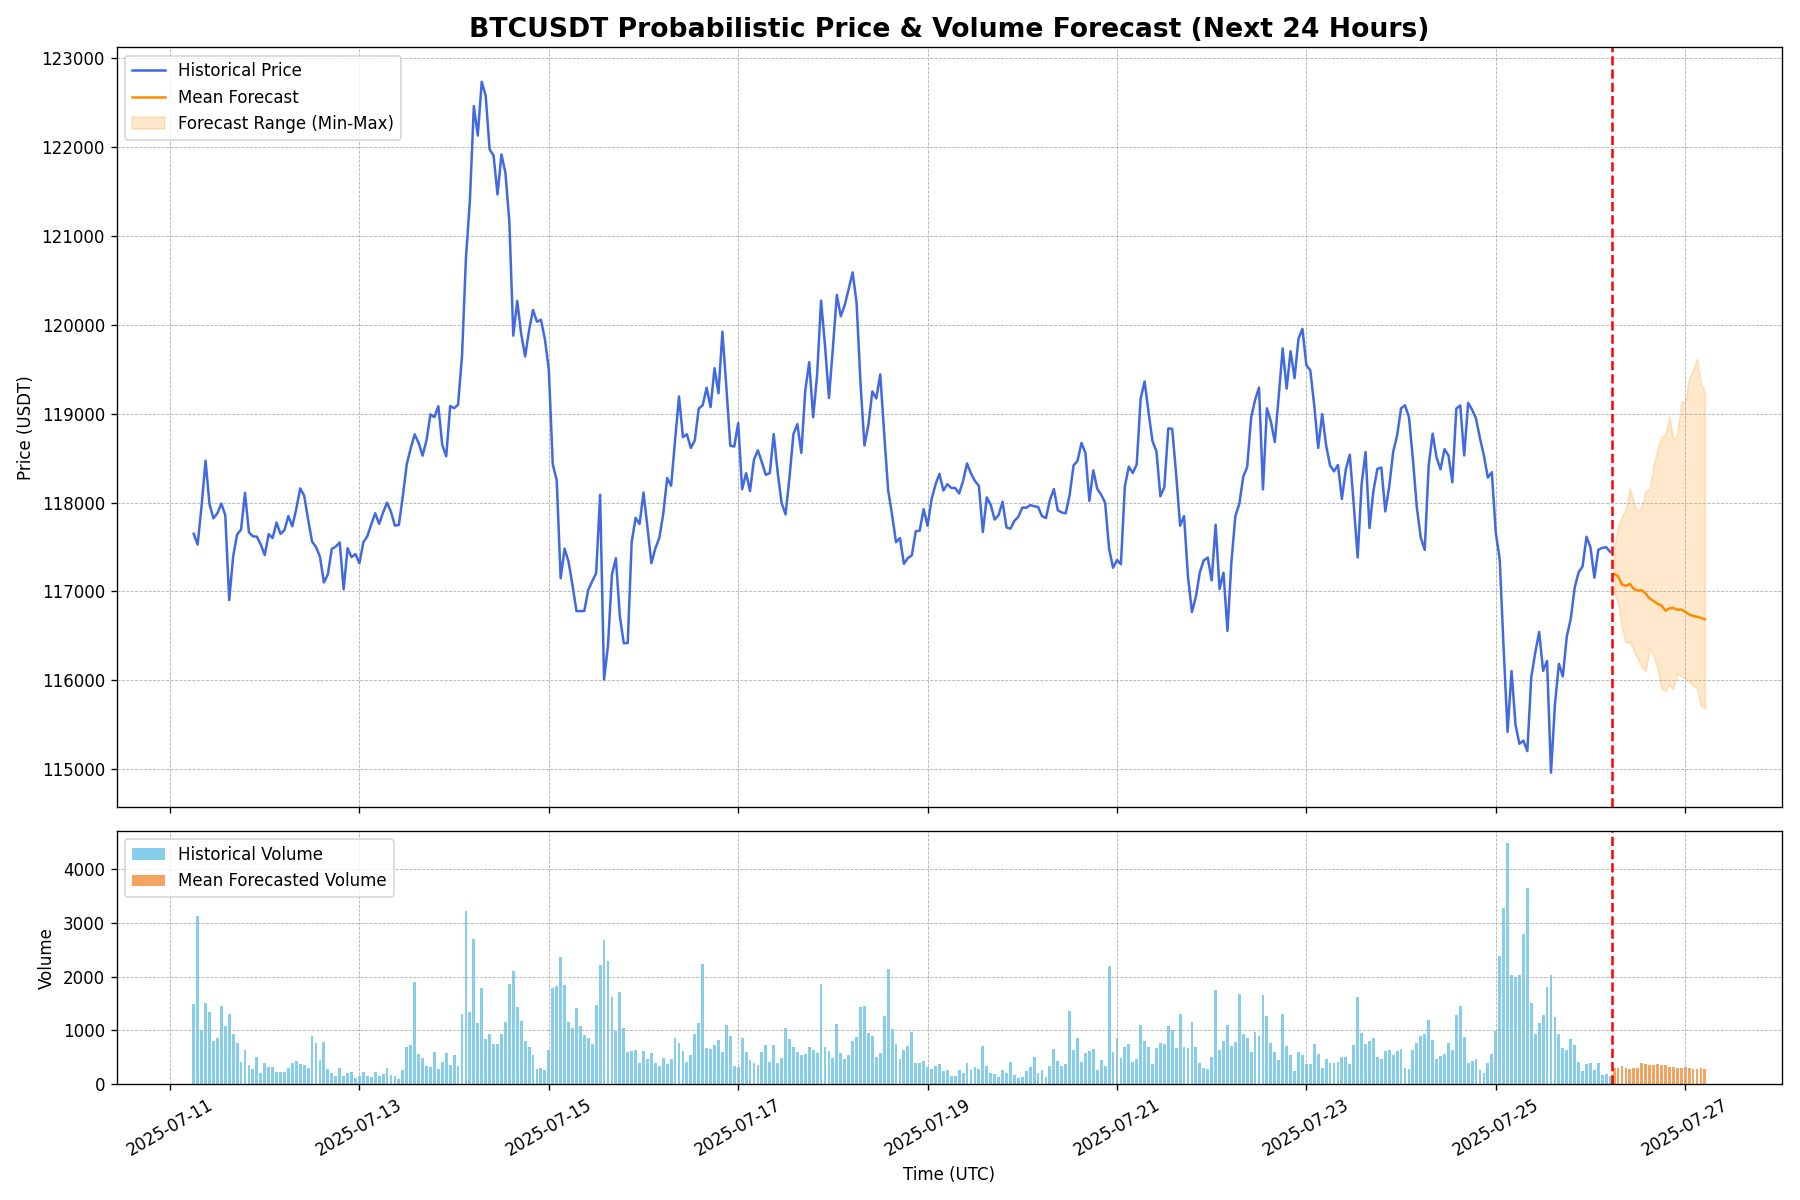 BTCUSDT Probabilistic Price & Volume Forecast (Next 24 Hours)
Historical Price
Mean Forecast
Forecast Range (Min-Max)
123000
122000
121000
120000
119000
118000
117000
116000
115000
Price (USDT)
Historical Volume
Mean Forecasted Volume
4000
3000
2000
1000
0
Volume
2025-07-11
2025-07-13
2025-07-15
2025-07-17
2025-07-19
2025-07-21
2025-07-23
2025-07-25
2025-07-27
Time (UTC)